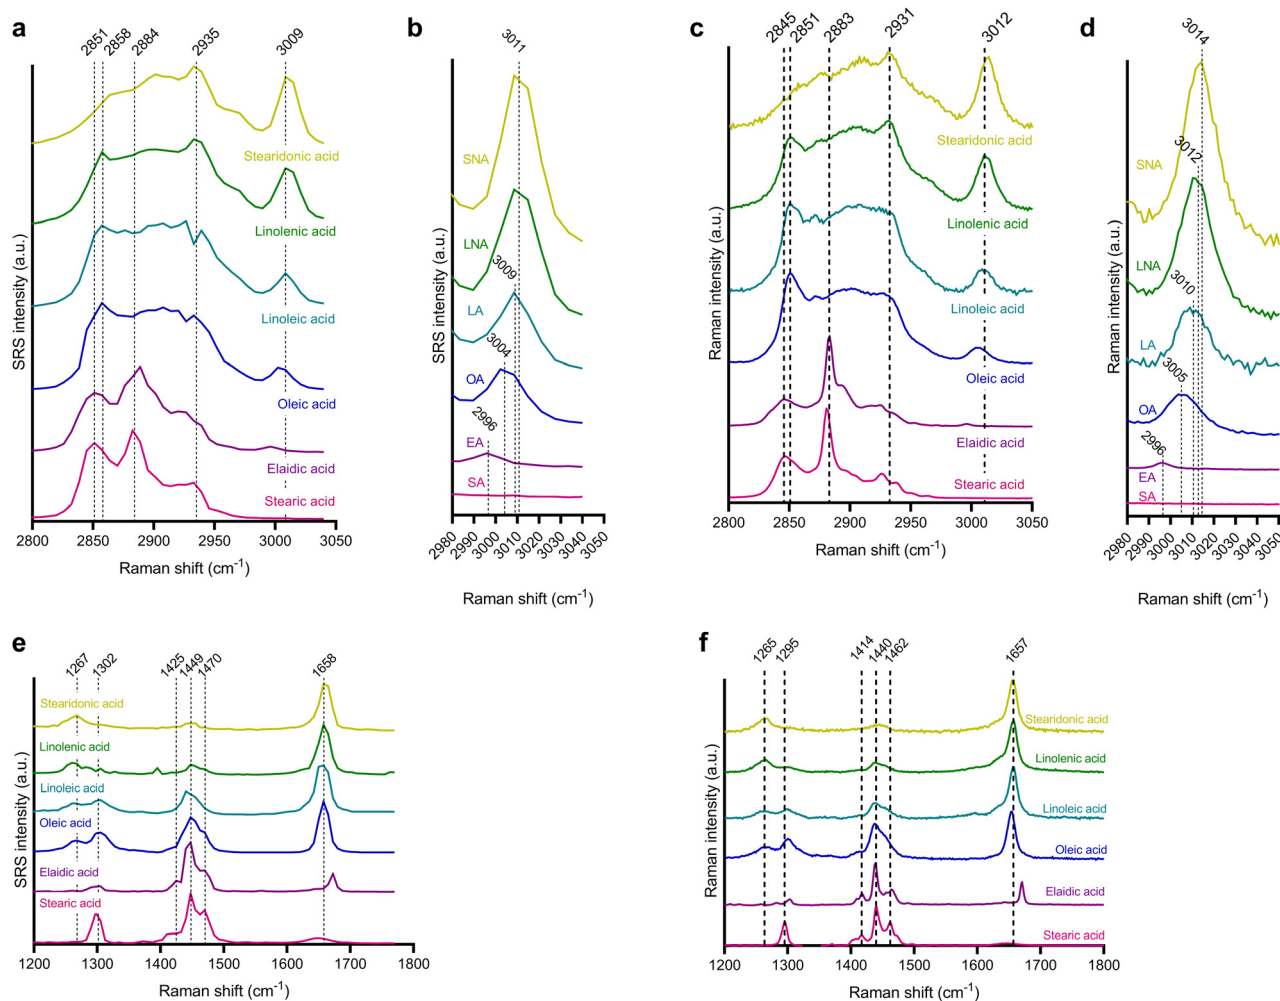 a
2851 2858 2884 2935 3009
SRS intensity (a.u.)
Stearidonic acid
Linolenic acid
Linoleic acid
Oleic acid
Elaidic acid
Stearic acid
2800 2850 2900 2950 3000 3050
Raman shift (cm-1)
b
3011
SRS intensity (a.u.)
SNA
LNA
3009
LA
3004
OA
2996
EA
SA
2980 2990 3000 3010 3020 3030 3040 3050
Raman shift (cm-1)
c
2845 2851 2883 2931 3012
Raman intensity (a.u.)
Stearidonic acid
Linolenic acid
Linoleic acid
Oleic acid
Elaidic acid
Stearic acid
2800 2850 2900 2950 3000 3050
Raman shift (cm-1)
d
3014
Raman intensity (a.u.)
SNA
3012
LNA
3010
LA
3005
OA
2996
EA
SA
2980 2990 3000 3010 3020 3030 3040 3050
Raman shift (cm-1)
e
1267 1302 1425 1449 1470 1658
SRS intensity (a.u.)
Stearidonic acid
Linolenic acid
Linoleic acid
Oleic acid
Elaidic acid
Stearic acid
1200 1300 1400 1500 1600 1700 1800
Raman shift (cm-1)
f
1265 1295 1414 1440 1462 1657
Raman intensity (a.u.)
Stearidonic acid
Linolenic acid
Linoleic acid
Oleic acid
Elaidic acid
Stearic acid
1200 1300 1400 1500 1600 1700 1800
Raman shift (cm-1)